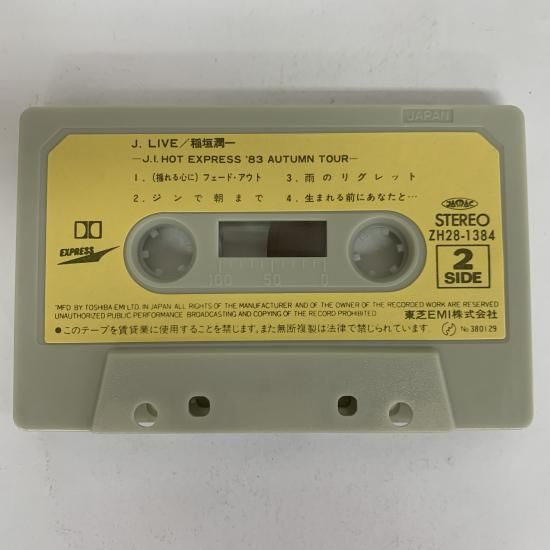 JAPAN
J. LIVE／稲垣潤一
—J.I. HOT EXPRESS '83 AUTUMN TOUR—
1. (揺れる心に) フェード・アウト
2. ジンで朝まで
3. 雨のリグレット
4. 生まれる前にあなたと…
EXPRESS
STEREO
ZH28-1384
2
SIDE
100 50 0
"MFD BY TOSHIBA EMI LTD. IN JAPAN ALL RIGHTS OF THE MANUFACTURER AND OF THE OWNER OF THE RECORDED WORK ARE RESERVED
UNAUTHORIZED PUBLIC PERFORMANCE BROADCASTING AND COPYING OF THE RECORD PROHIBITED
●このテープを賃貸業に使用することを禁じます。また無断複製は法律で禁じられています。
東芝EMI株式会社
No.380129